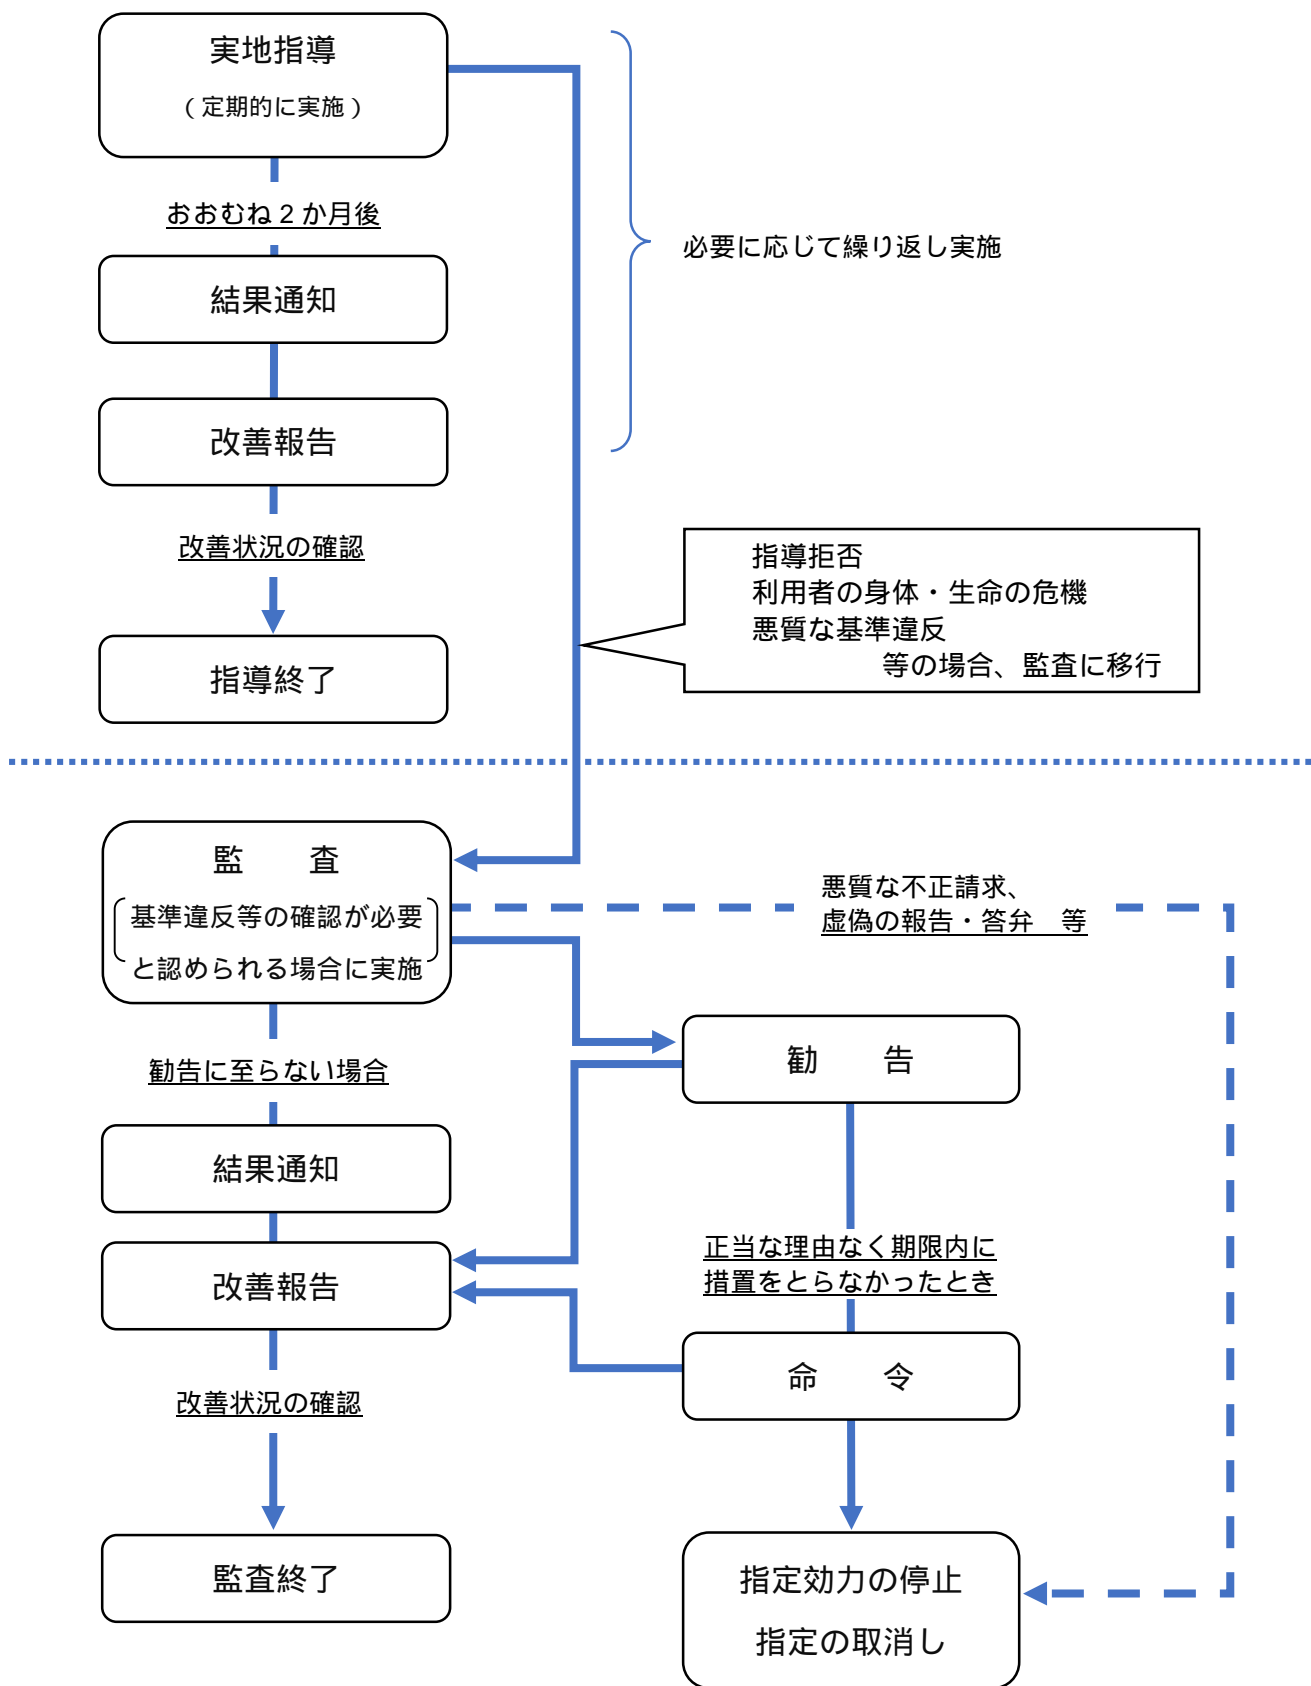 実地指導
（定期的に実施）
おおむね２か月後
必要に応じて繰り返し実施
結果通知
改善報告
改善状況の確認
指導拒否
利用者の身体・生命の危機
悪質な基準違反
等の場合、監査に移行
指導終了
監　　査
基準違反等の確認が必要
と認められる場合に実施
悪質な不正請求、
虚偽の報告・答弁　等
勧告に至らない場合
勧　　告
結果通知
正当な理由なく期限内に
措置をとらなかったとき
改善報告
命　　令
改善状況の確認
監査終了
指定効力の停止
指定の取消し